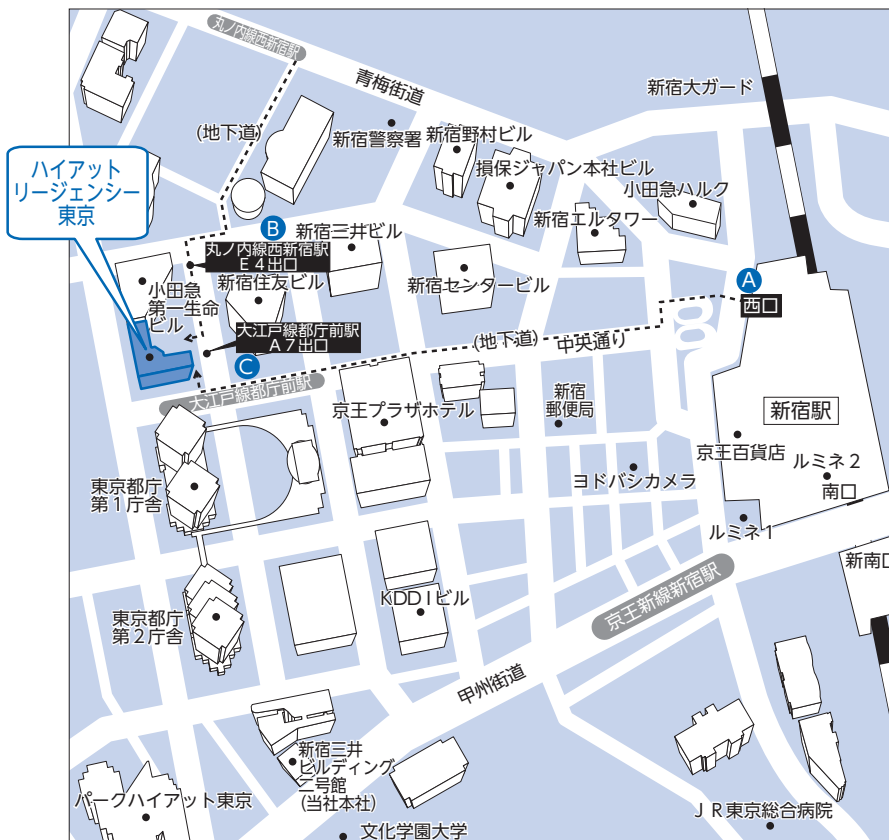 丸ノ内線西新宿駅
青梅街道
新宿大ガード
(地下道)
新宿警察署
新宿野村ビル
損保ジャパン本社ビル
小田急ハルク
ハイアット
リージェンシー
東京
新宿エルタワー
B
新宿三井ビル
丸ノ内線西新宿駅
E4出口
新宿住友ビル
新宿センタービル
A
西口
小田急
第一生命
ビル
大江戸線都庁前駅
A7出口
(地下道)
中央通り
C
大江戸線都庁前駅
京王プラザホテル
新宿
郵便局
新宿駅
京王百貨店
ルミネ2
南口
ヨドバシカメラ
東京都庁
第1庁舎
ルミネ1
新南口
京王新線新宿駅
KDDIビル
東京都庁
第2庁舎
甲州街道
新宿三井
ビルディング
二号館
(当社本社)
パークハイアット東京
JR東京総合病院
文化学園大学